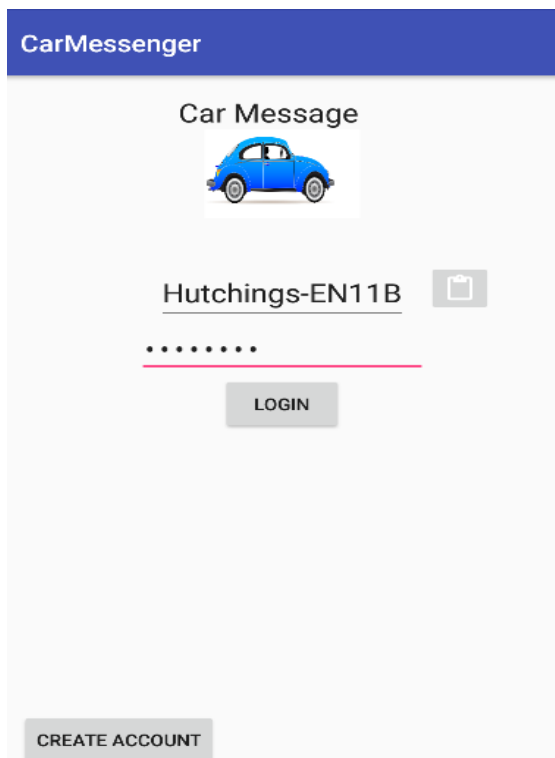 CarMessenger
Car Message
Hutchings-EN11B
••••••••
LOGIN
CREATE ACCOUNT